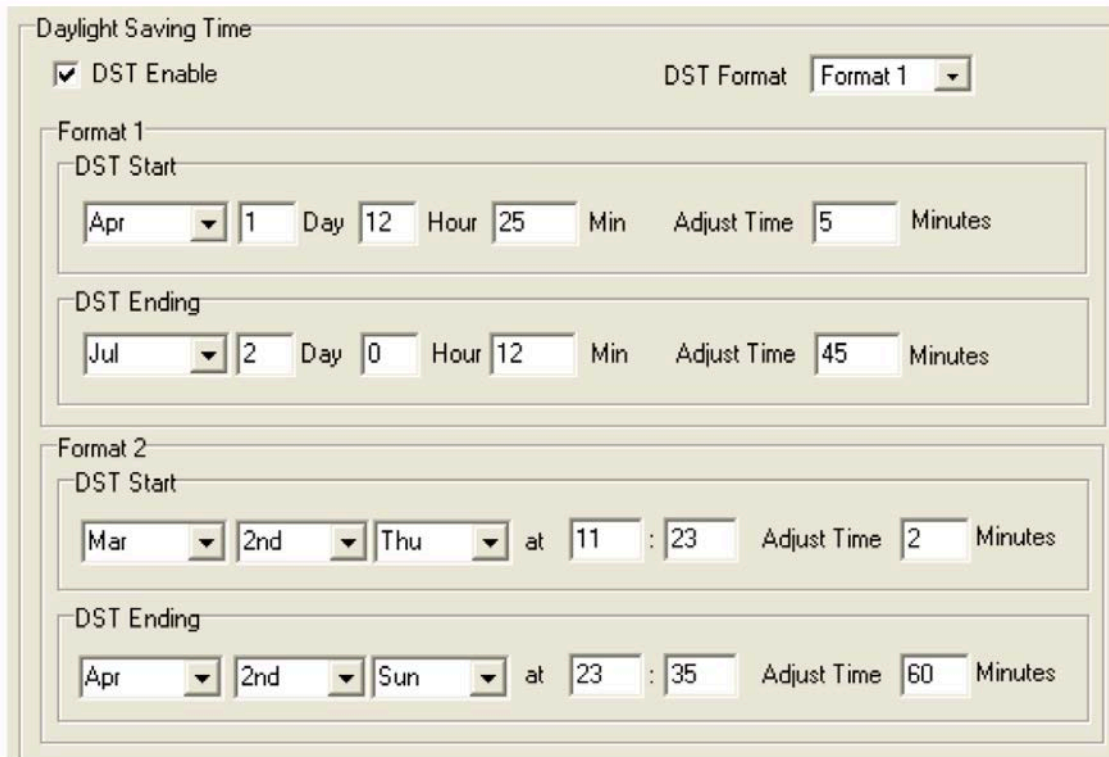 Daylight Saving Time
DST Enable DST Format Format 1
Format 1
DST Start
Apr 1 Day 12 Hour 25 Min Adjust Time 5 Minutes
DST Ending
Jul 2 Day 0 Hour 12 Min Adjust Time 45 Minutes
Format 2
DST Start
Mar 2nd Thu at 11 : 23 Adjust Time 2 Minutes
DST Ending
Apr 2nd Sun at 23 : 35 Adjust Time 60 Minutes